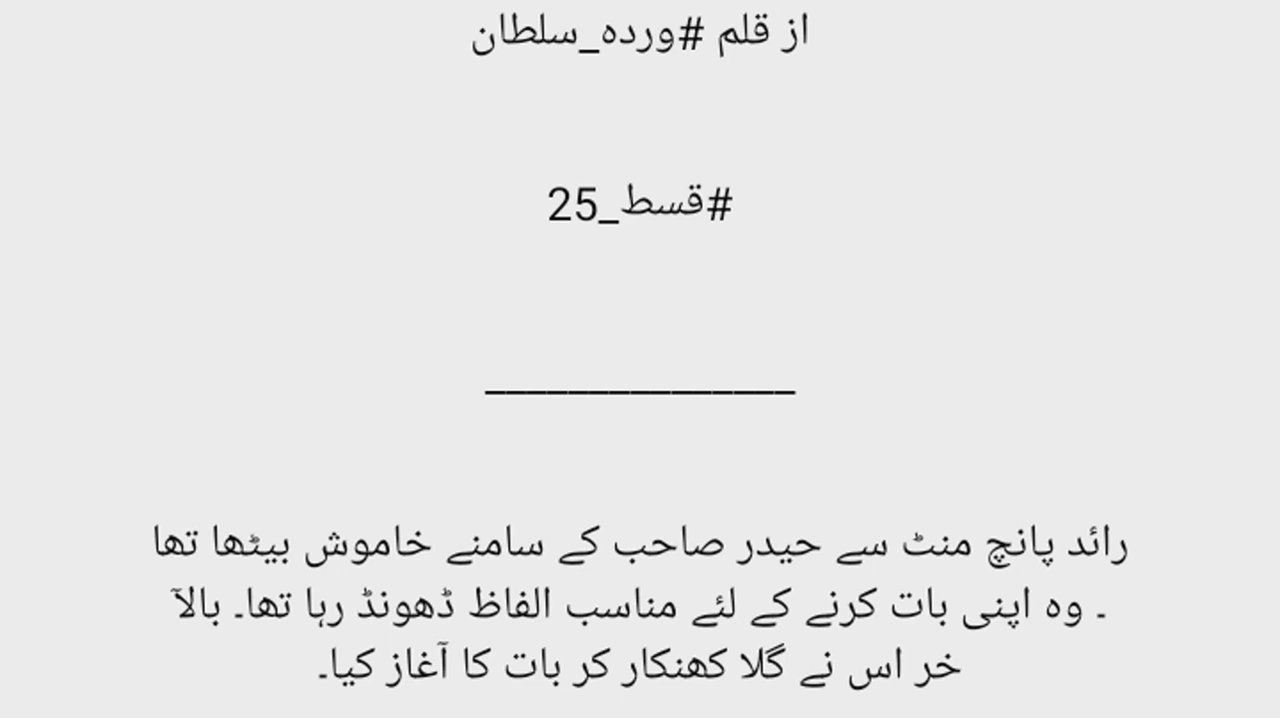 از قلم #وردہ_سلطان
#قسط_25
_______________
رائد پانچ منٹ سے حیدر صاحب کے سامنے خاموش بیٹھا تھا
۔ وہ اپنی بات کرنے کے لئے مناسب الفاظ ڈھونڈ رہا تھا۔ بالآ
خر اس نے گلا کھنکار کر بات کا آغاز کیا۔